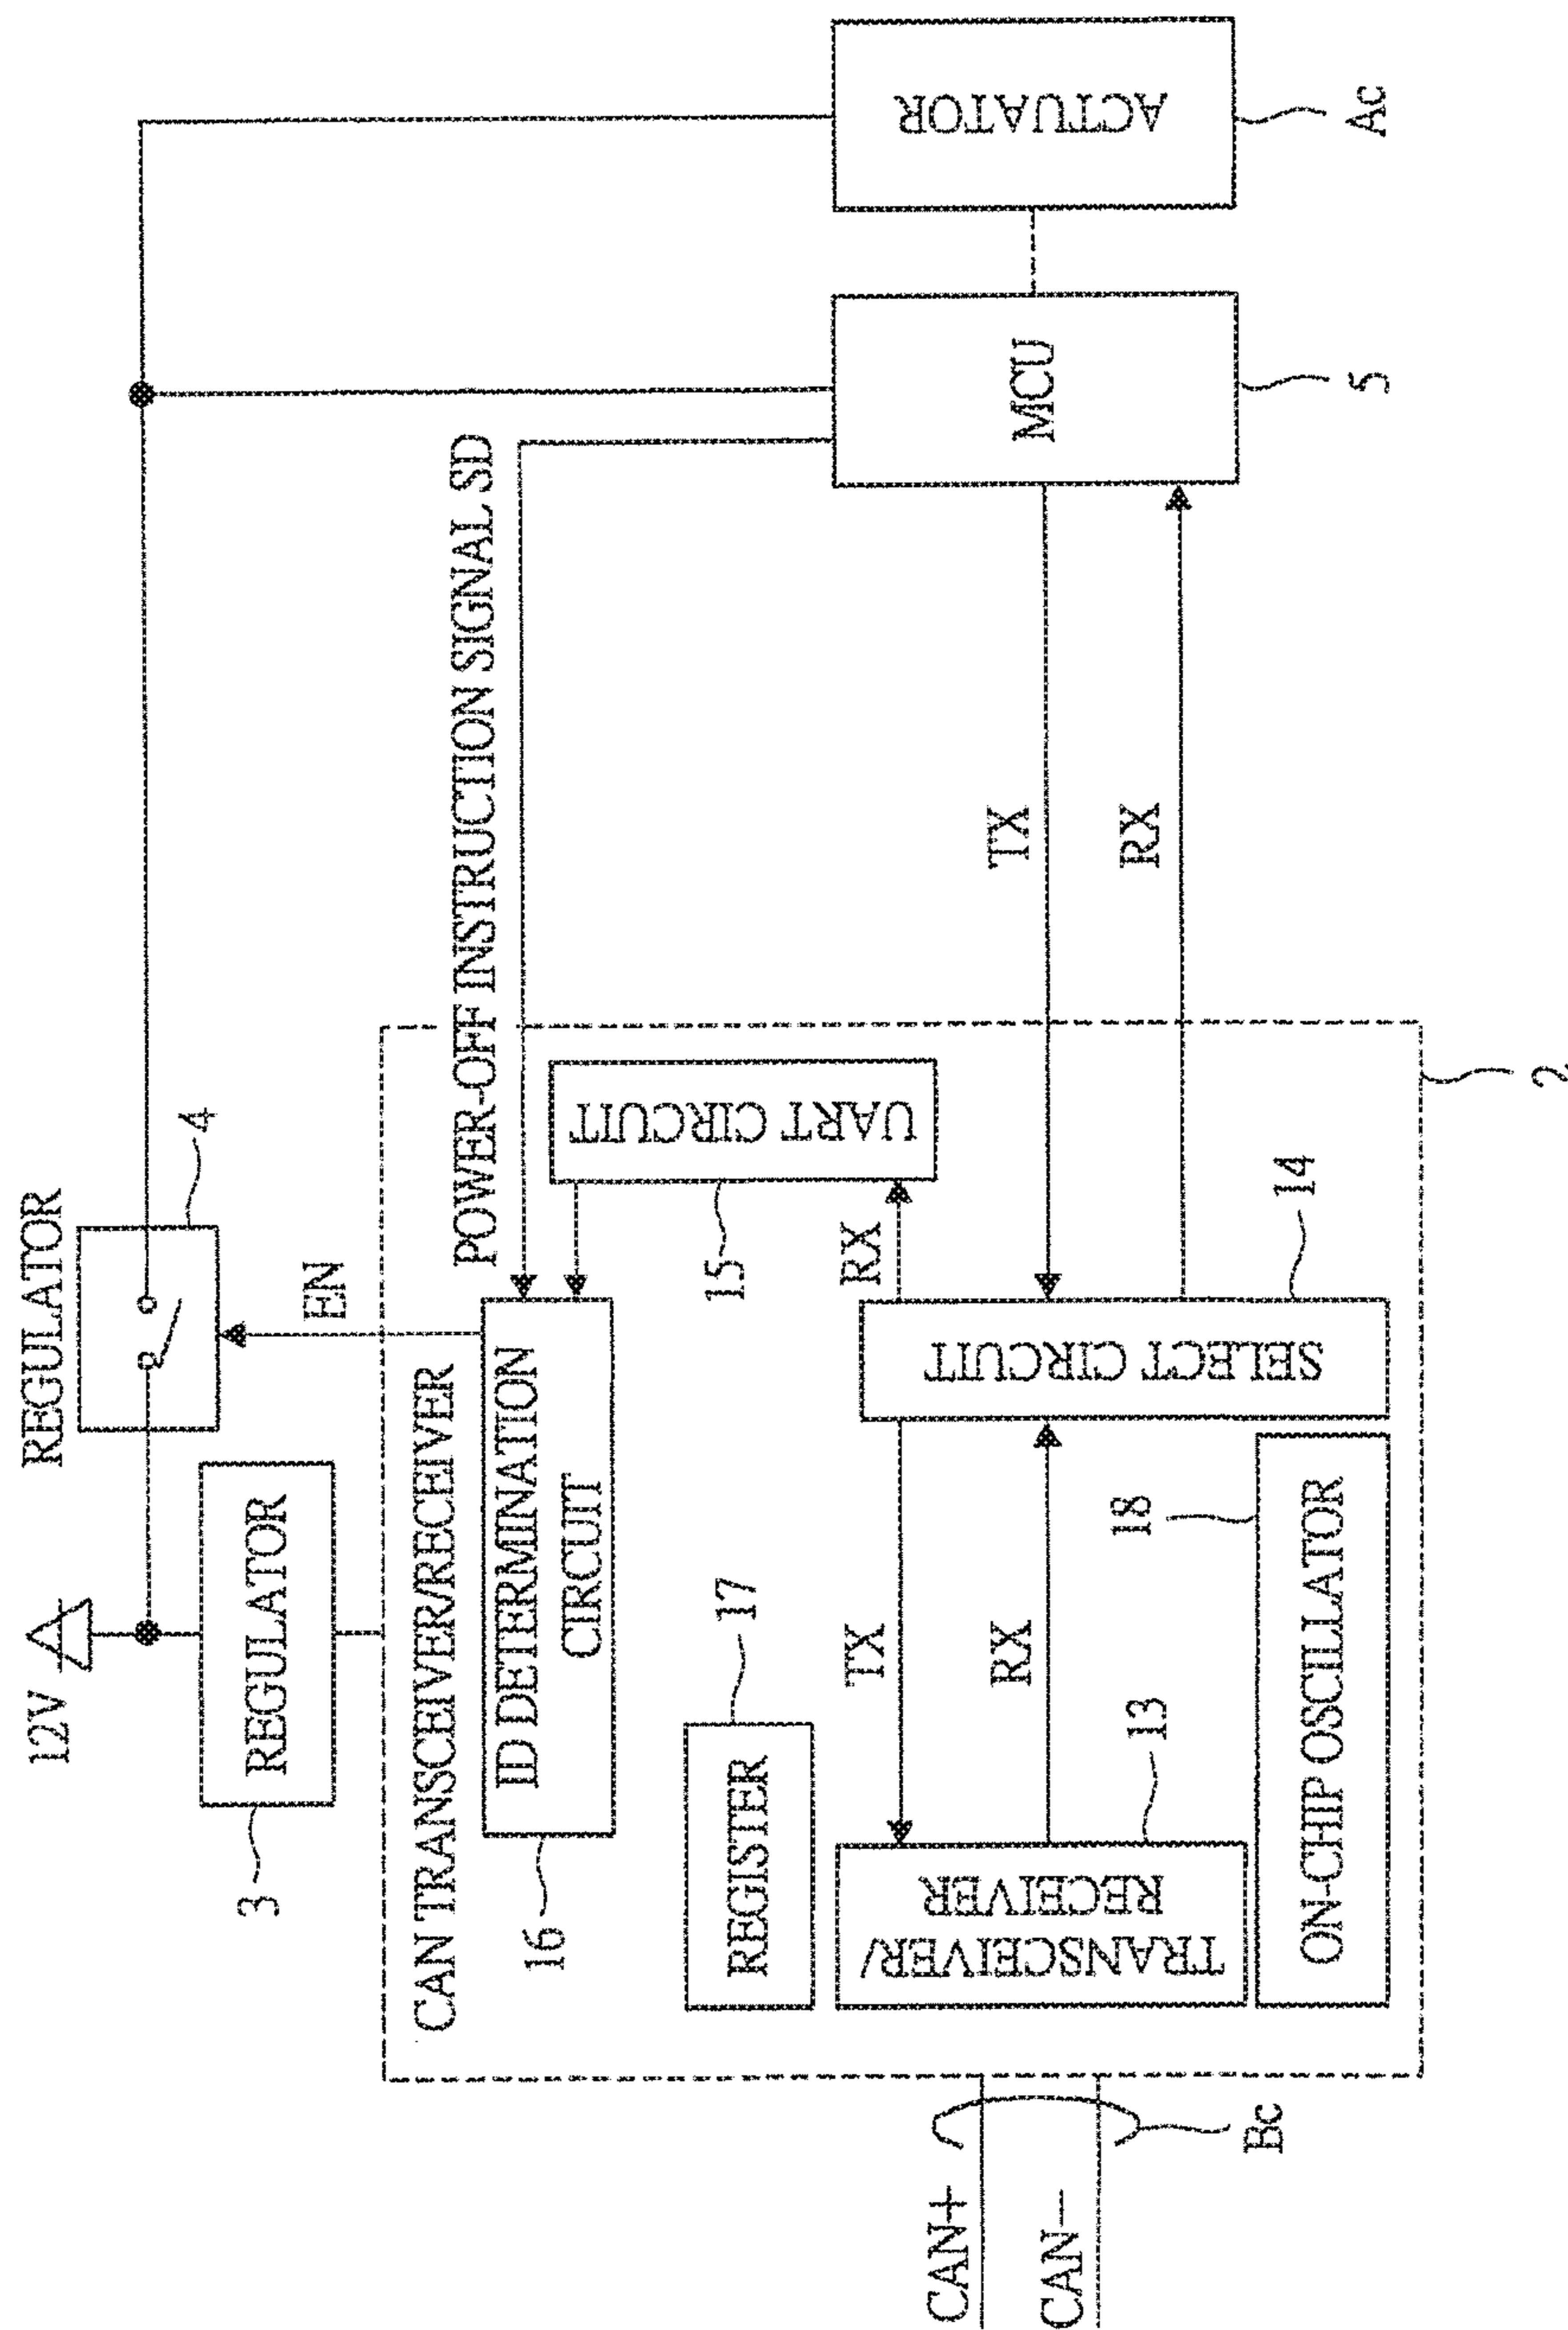 12V
REGULATOR
4
3
REGULATOR
EN
CAN TRANSCEIVER/RECEIVER
POWER-OFF INSTRUCTION SIGNAL SD
16
ID DETERMINATION
CIRCUIT
15
UART CIRCUIT
REGISTER
17
RX
TX
RX
TX
RX
TRANSCEIVER/
RECEIVER
13
SELECT CIRCUIT
14
18
ON-CHIP OSCILLATOR
2
MCU
5
ACTUATOR
Ac
CAN+
CAN−
Bc